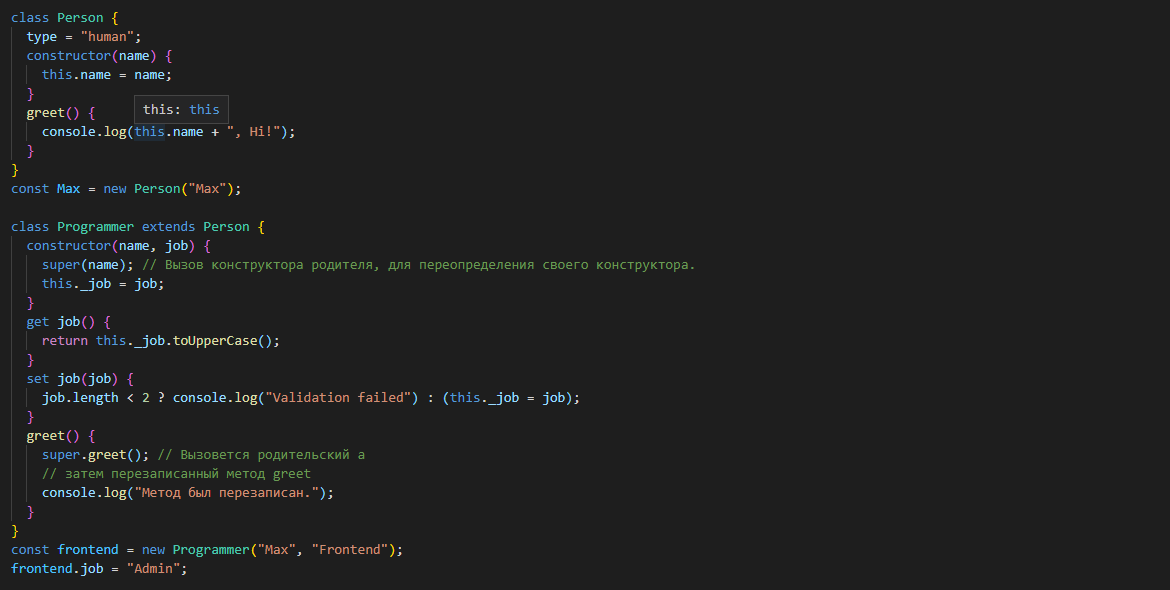 class Person {
  type = "human";
  constructor(name) {
    this.name = name;
  }
  greet() {
this: this
    console.log(this.name + ", Hi!");
  }
}
const Max = new Person("Max");

class Programmer extends Person {
  constructor(name, job) {
    super(name); // Вызов конструктора родителя, для переопределения своего конструктора.
    this._job = job;
  }
  get job() {
    return this._job.toUpperCase();
  }
  set job(job) {
    job.length < 2 ? console.log("Validation failed") : (this._job = job);
  }
  greet() {
    super.greet(); // Вызовется родительский а
    // затем перезаписанный метод greet
    console.log("Метод был перезаписан.");
  }
}
const frontend = new Programmer("Max", "Frontend");
frontend.job = "Admin";